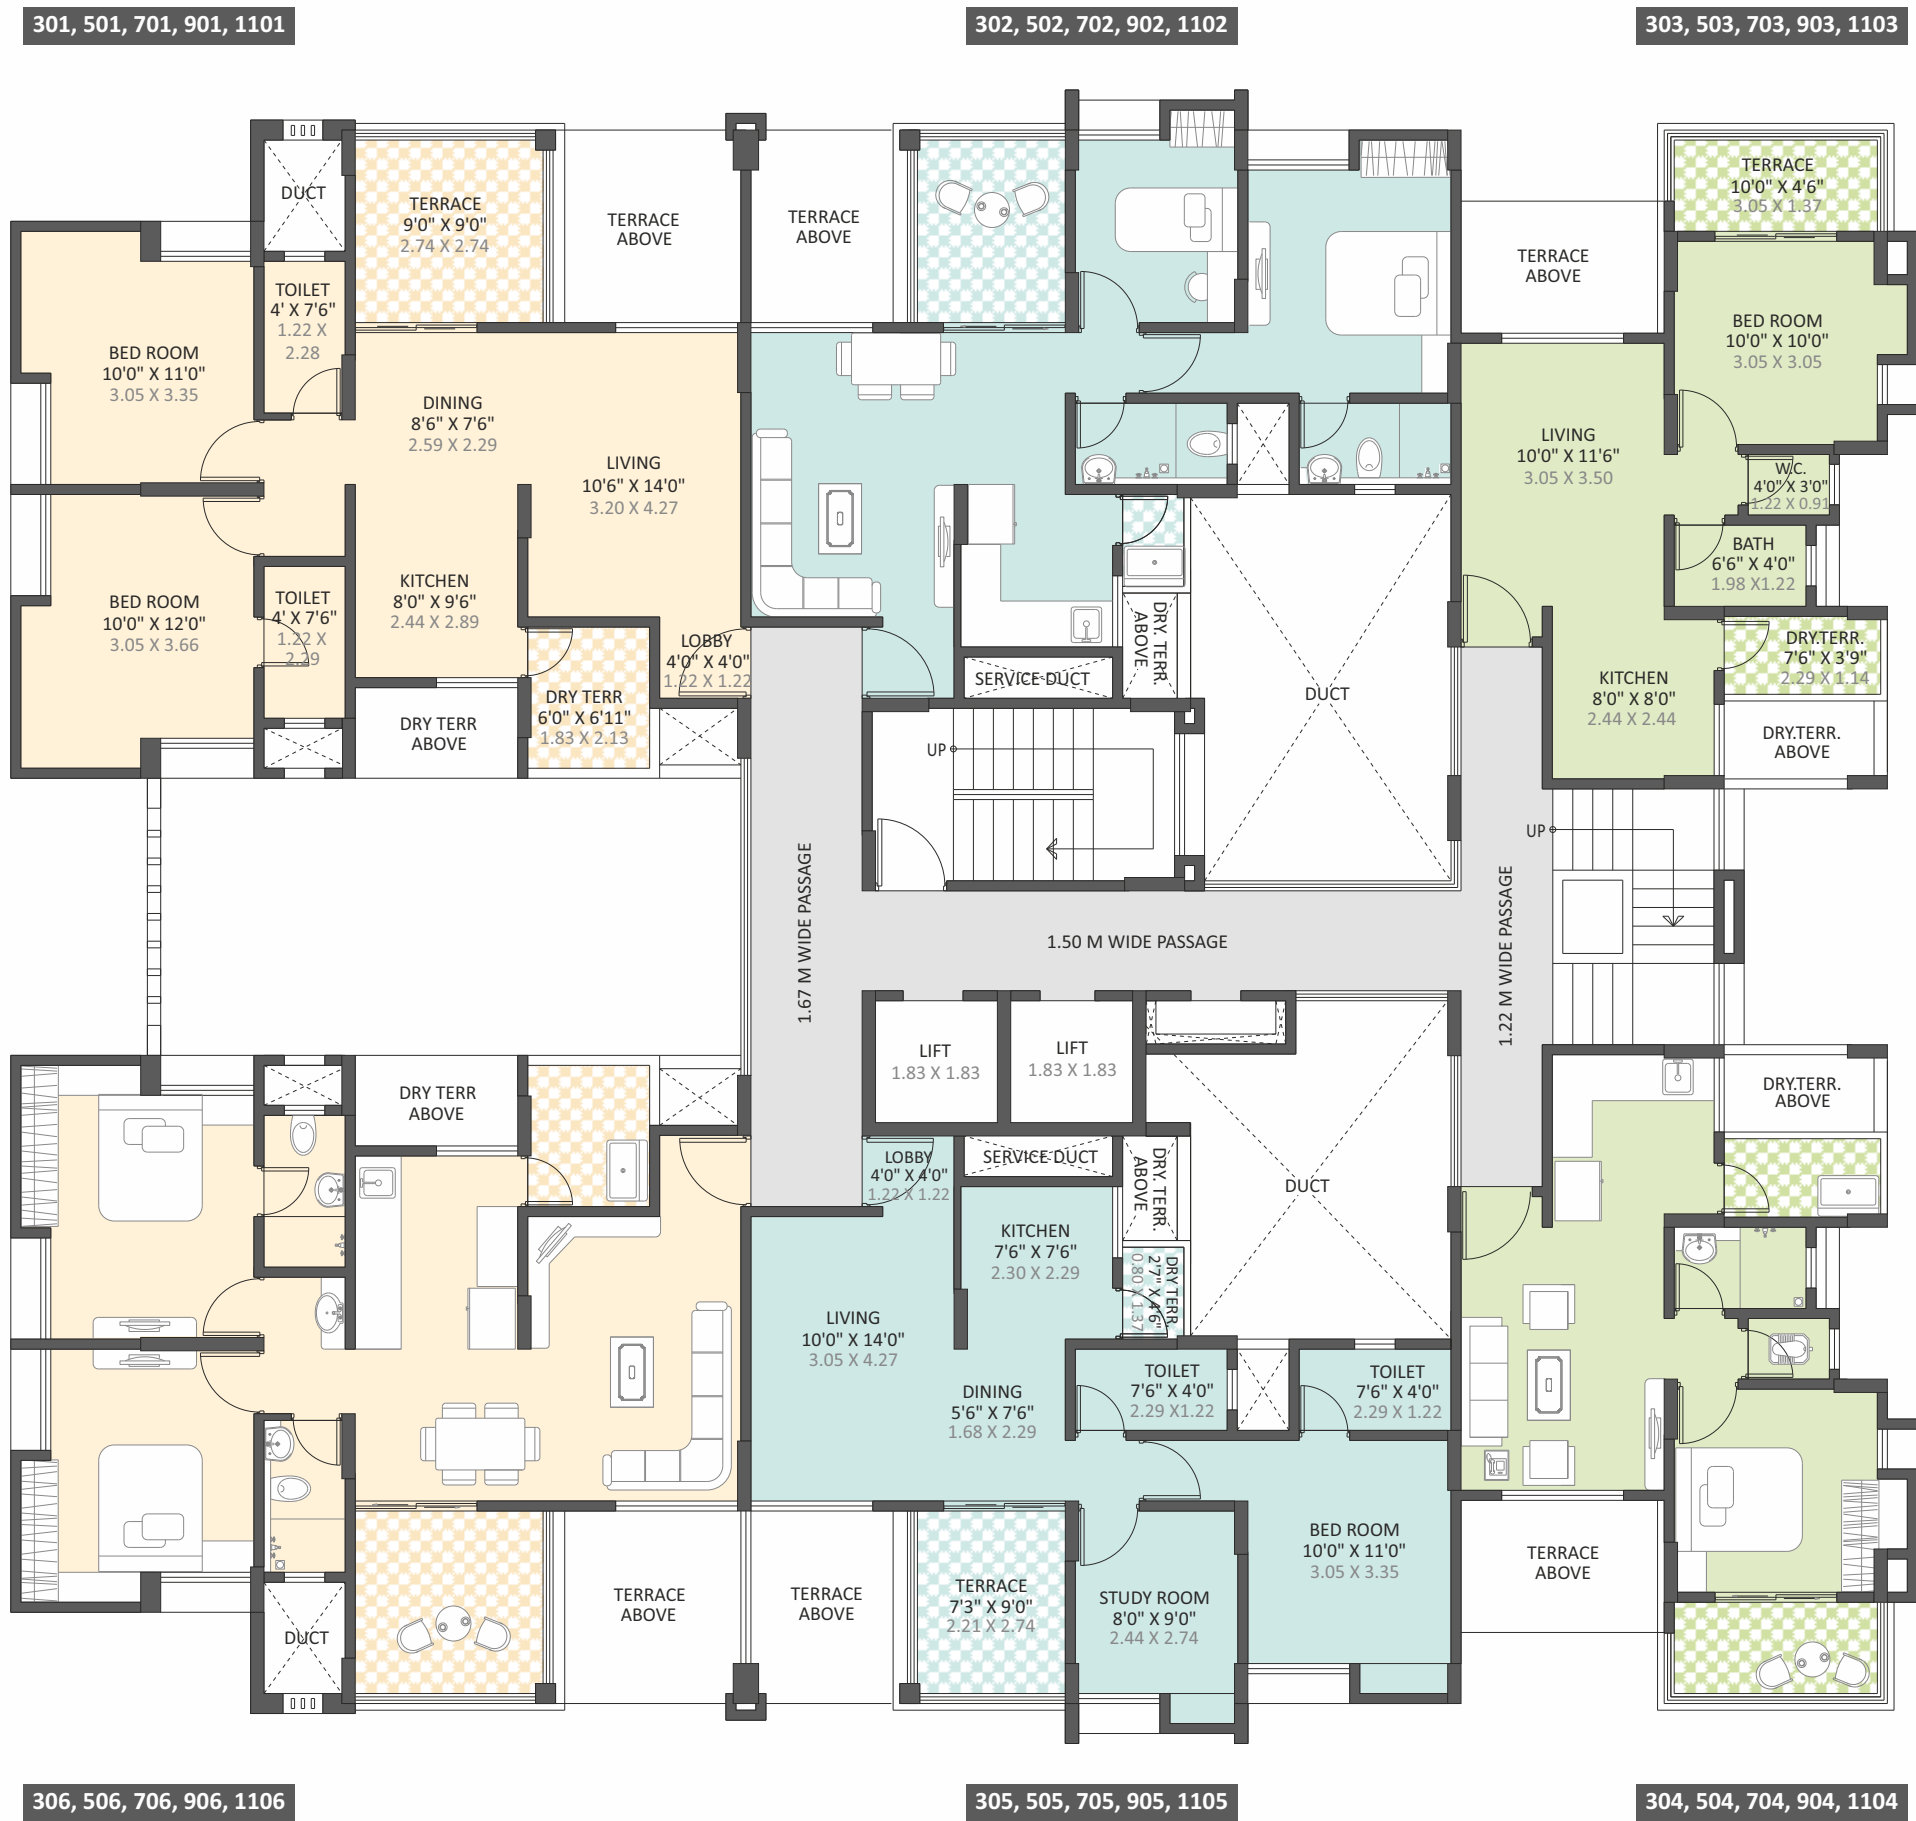 301, 501, 701, 901, 1101
302, 502, 702, 902, 1102
303, 503, 703, 903, 1103
DUCT
TERRACE
9'0" X 9'0"
2.74 X 2.74
TERRACE
ABOVE
TERRACE
ABOVE
TERRACE
ABOVE
TERRACE
10'0" X 4'6"
3.05 X 1.37
BED ROOM
10'0" X 11'0"
3.05 X 3.35
TOILET
4' X 7'6"
1.22 X
2.28
DINING
8'6" X 7'6"
2.59 X 2.29
LIVING
10'6" X 14'0"
3.20 X 4.27
BED ROOM
10'0" X 10'0"
3.05 X 3.05
LIVING
10'0" X 11'6"
3.05 X 3.50
W.C.
4'0" X 3'0"
1.22 X 0.91
BATH
6'6" X 4'0"
1.98 X1.22
BED ROOM
10'0" X 12'0"
3.05 X 3.66
TOILET
4' X 7'6"
1.22 X
2.29
KITCHEN
8'0" X 9'6"
2.44 X 2.89
LOBBY
4'0" X 4'0"
1.22 X 1.22
DRY TERR
6'0" X 6'11"
1.83 X 2.13
DRY TERR
ABOVE
SERVICE DUCT
DRY. TERR.
ABOVE
DUCT
KITCHEN
8'0" X 8'0"
2.44 X 2.44
DRY.TERR.
7'6" X 3'9"
2.29 X 1.14
DRY.TERR.
ABOVE
UP
UP
1.67 M WIDE PASSAGE
1.50 M WIDE PASSAGE
1.22 M WIDE PASSAGE
LIFT
1.83 X 1.83
LIFT
1.83 X 1.83
DRY TERR
ABOVE
LOBBY
4'0" X 4'0"
1.22 X 1.22
SERVICE DUCT
DRY. TERR.
ABOVE
DUCT
DRY.TERR.
ABOVE
KITCHEN
7'6" X 7'6"
2.30 X 2.29
DRY TERR
2'7" X 4'6"
0.80 X 1.37
LIVING
10'0" X 14'0"
3.05 X 4.27
DINING
5'6" X 7'6"
1.68 X 2.29
TOILET
7'6" X 4'0"
2.29 X1.22
TOILET
7'6" X 4'0"
2.29 X 1.22
BED ROOM
10'0" X 11'0"
3.05 X 3.35
TERRACE
ABOVE
STUDY ROOM
8'0" X 9'0"
2.44 X 2.74
TERRACE
7'3" X 9'0"
2.21 X 2.74
TERRACE
ABOVE
TERRACE
ABOVE
DUCT
306, 506, 706, 906, 1106
305, 505, 705, 905, 1105
304, 504, 704, 904, 1104